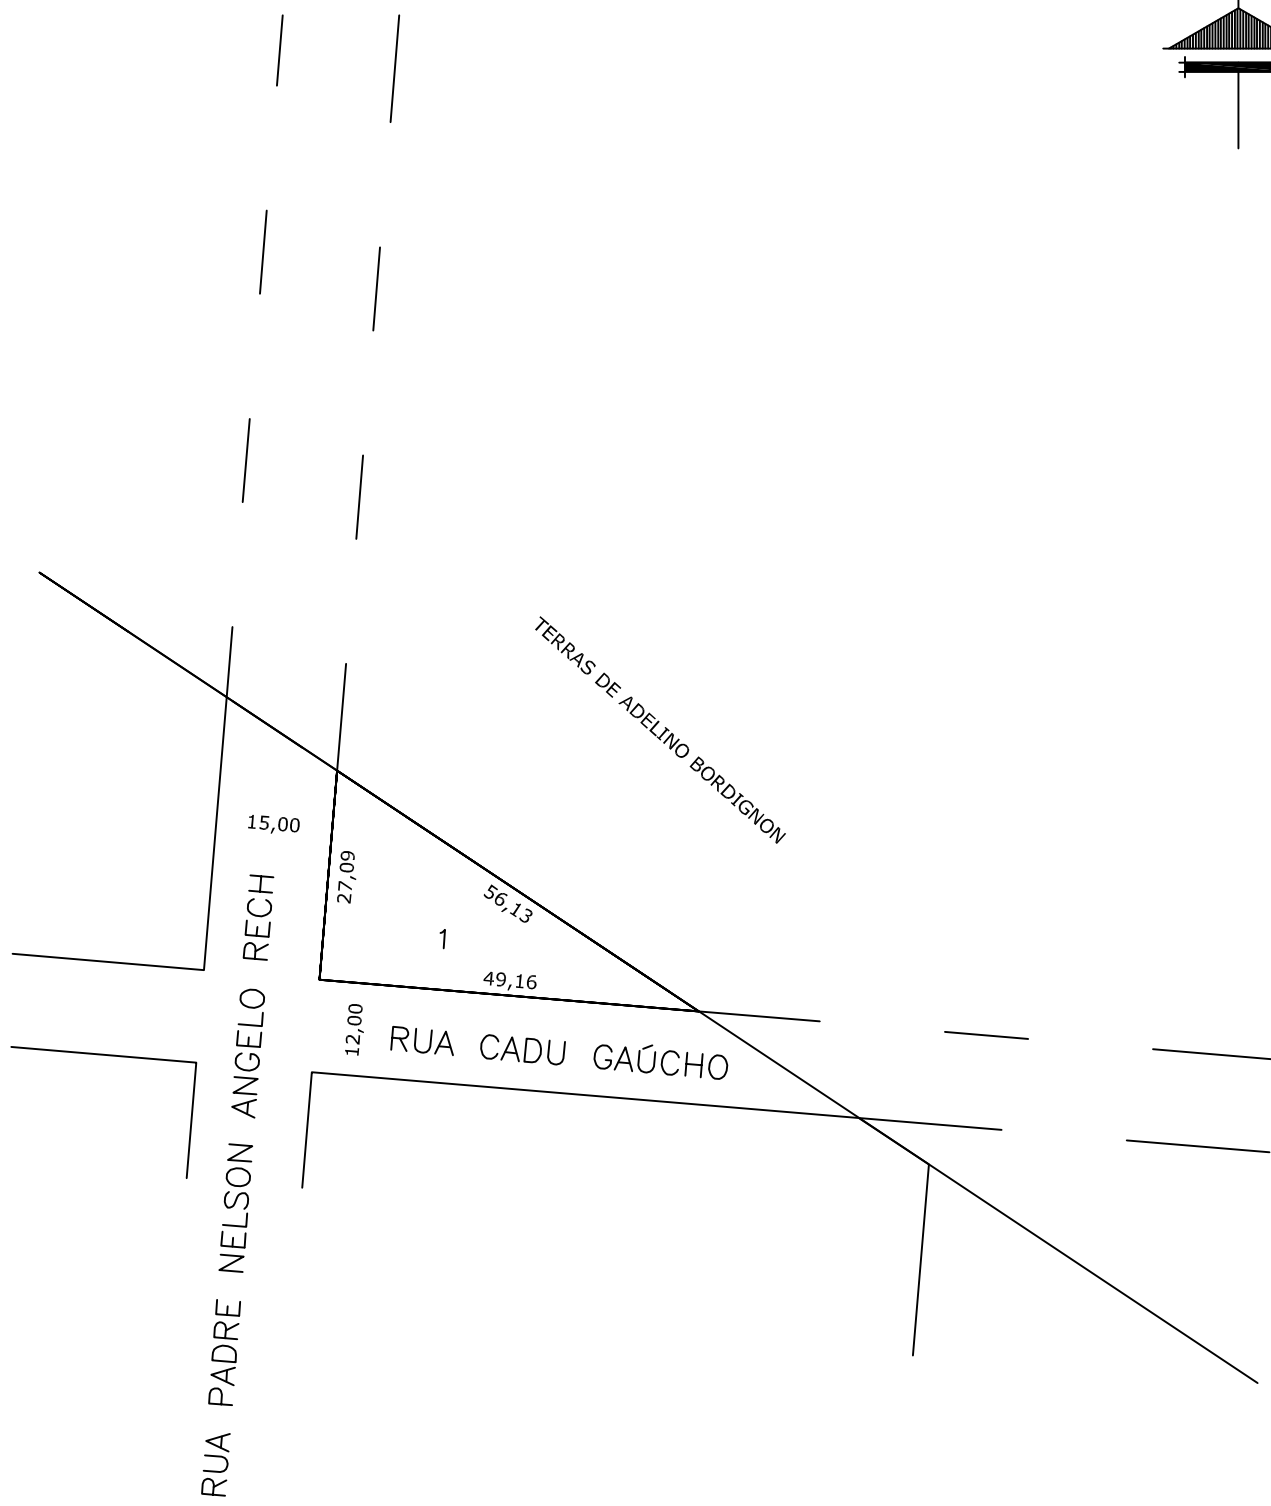 TERRAS DE ADELINO BORDIGNON
15,00
27,09
56,13
1
49,16
12,00
RUA CADU GAÚCHO
RUA PADRE NELSON ANGELO RECH